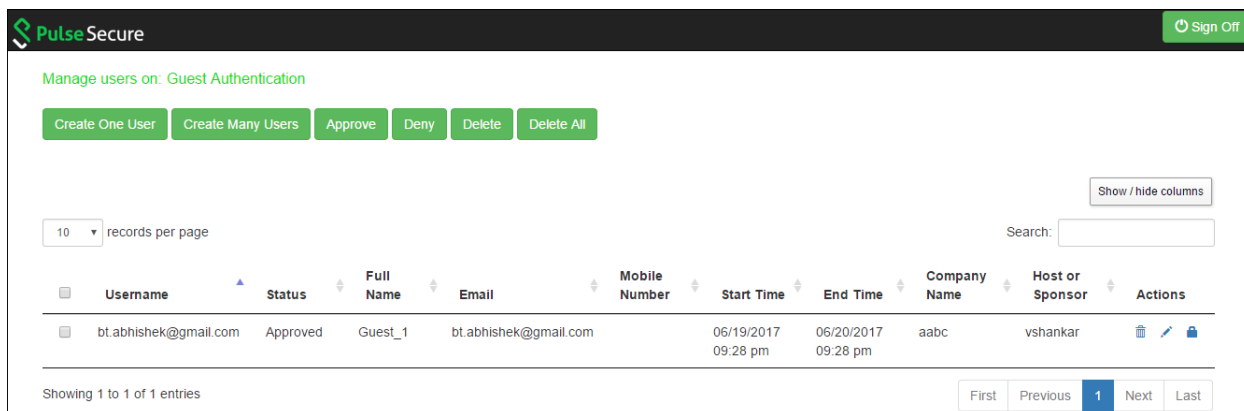 Pulse Secure
Sign Off
Manage users on: Guest Authentication
Create One User Create Many Users Approve Deny Delete Delete All
Show / hide columns
10 records per page Search:
Username Status Full Name Email Mobile Number Start Time End Time Company Name Host or Sponsor Actions
bt.abhishek@gmail.com Approved Guest_1 bt.abhishek@gmail.com 06/19/2017 09:28 pm 06/20/2017 09:28 pm aabc vshankar
Showing 1 to 1 of 1 entries First Previous 1 Next Last